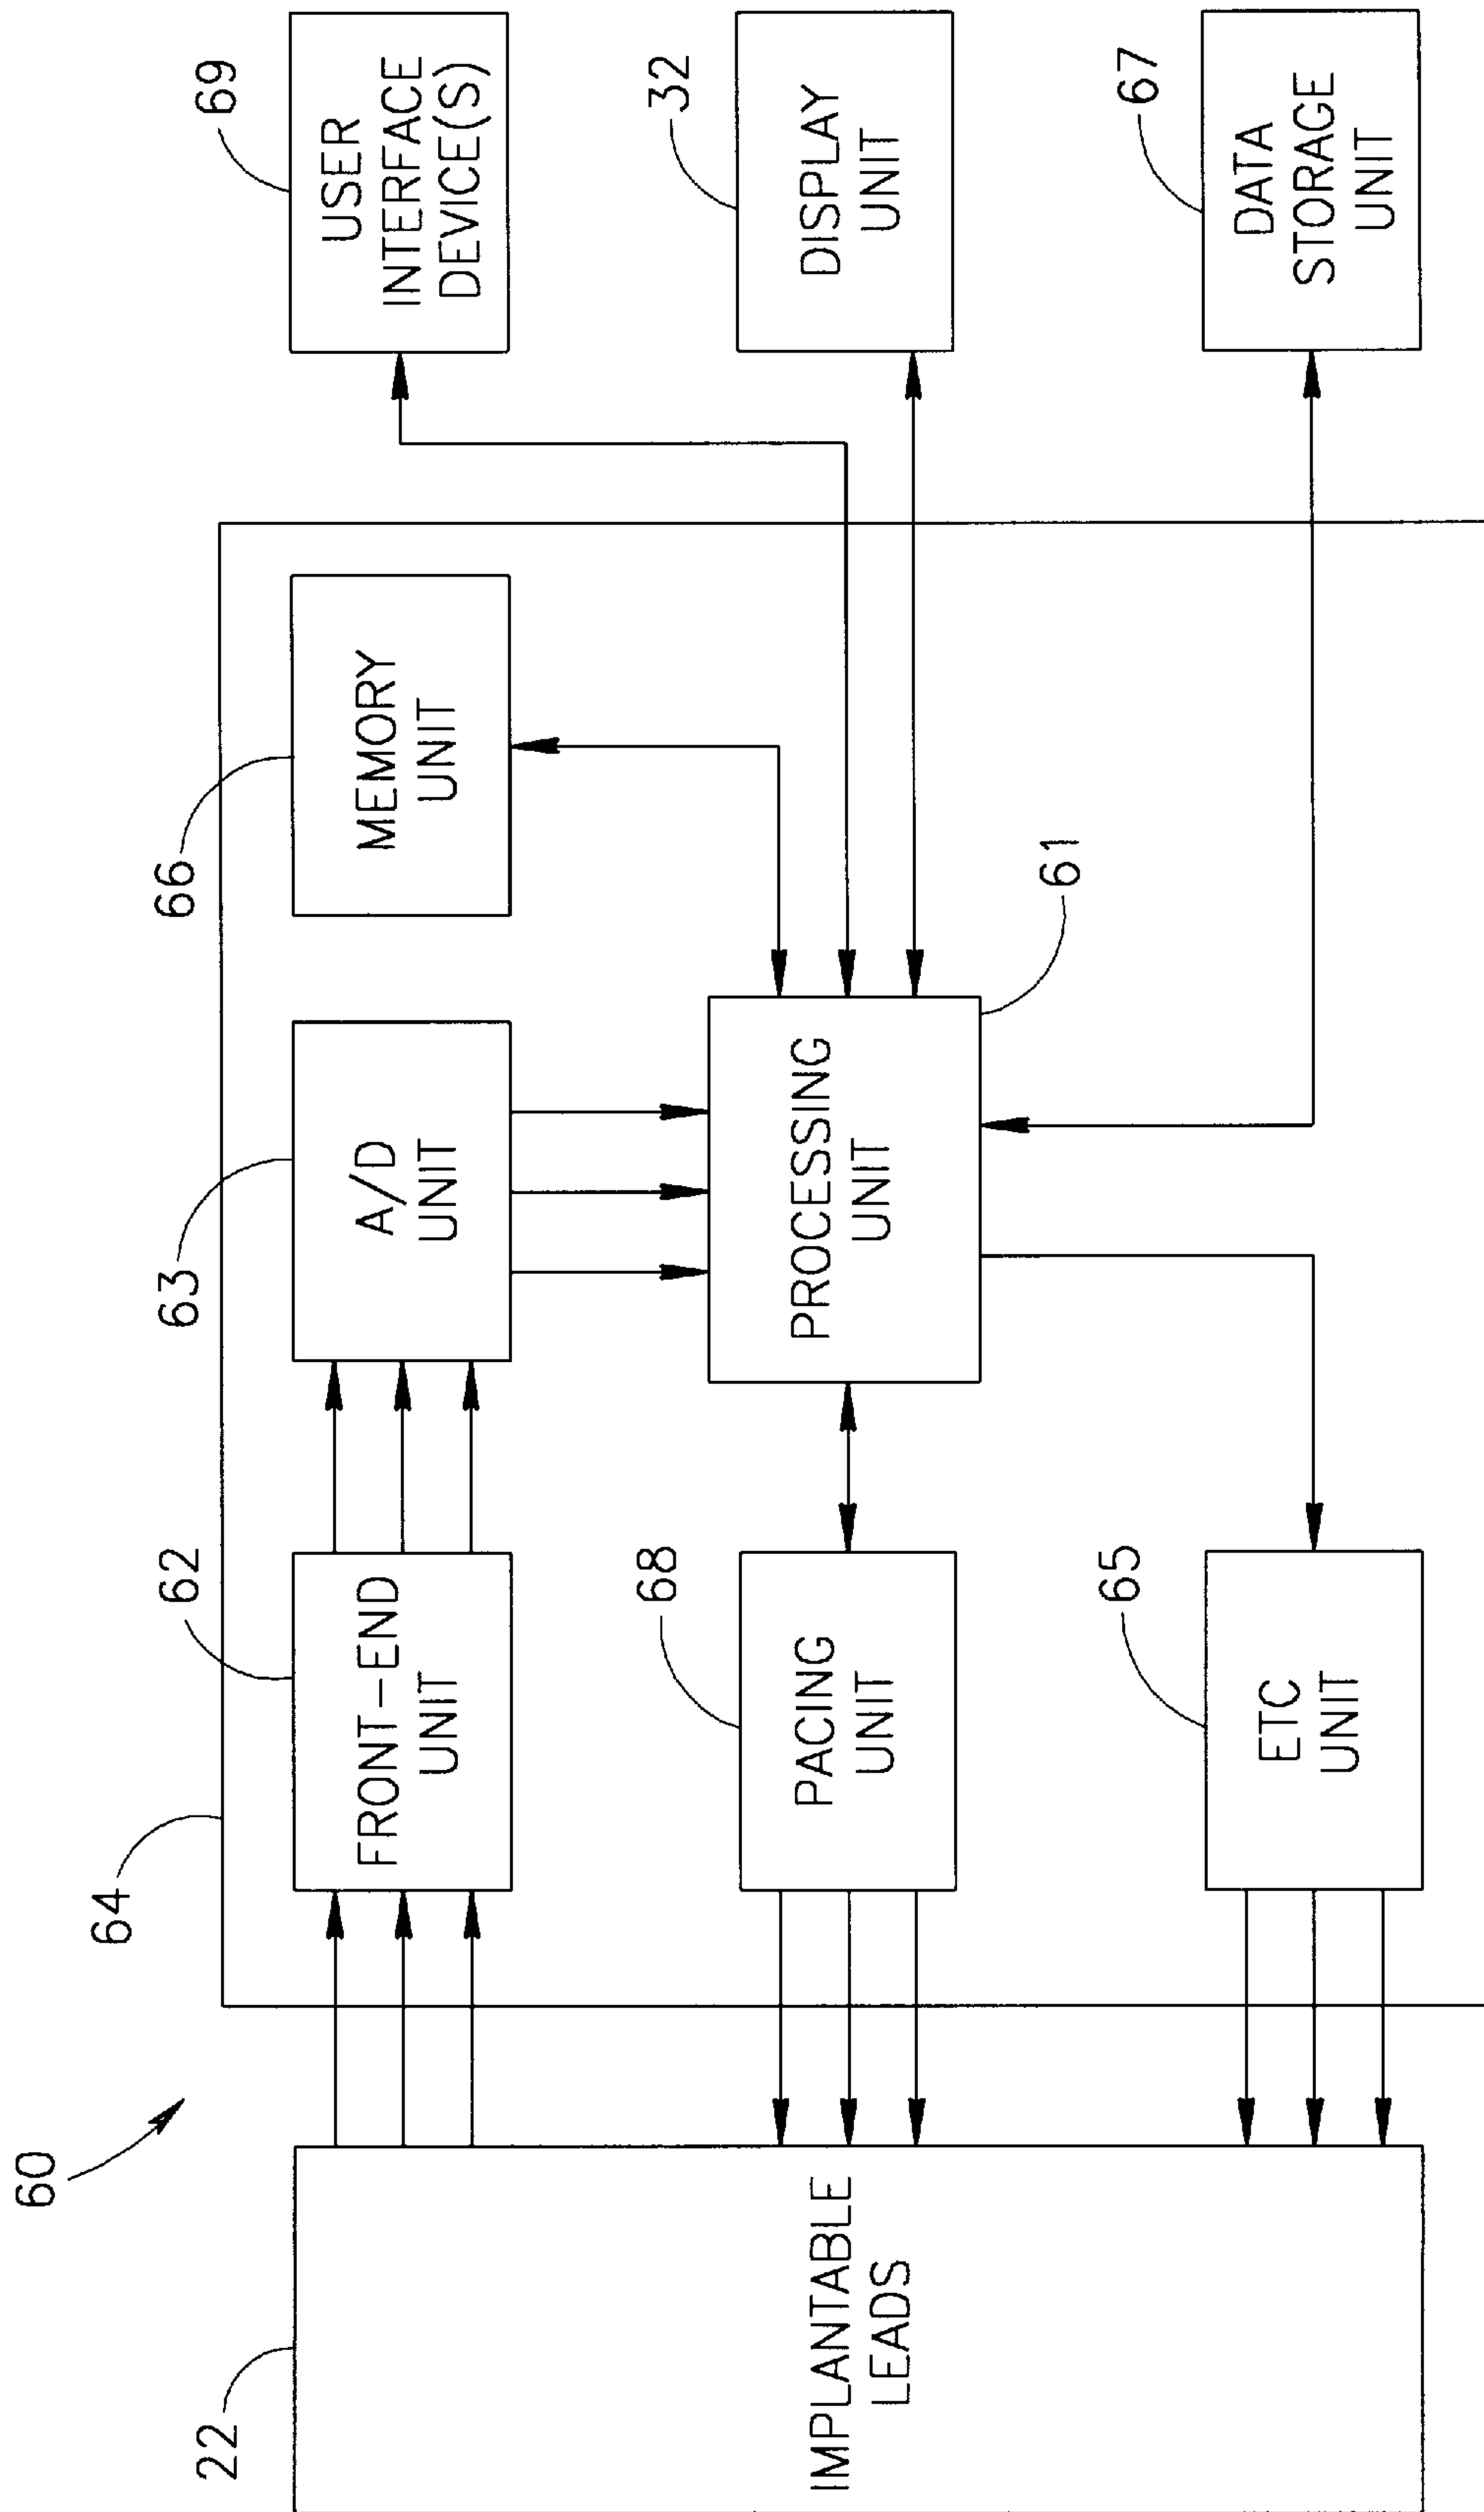 60
64
22
IMPLANTABLE
LEADS
62
FRONT-END
UNIT
63
A/D
UNIT
66
MEMORY
UNIT
69
USER
INTERFACE
DEVICE(S)
68
PACING
UNIT
61
PROCESSING
UNIT
32
DISPLAY
UNIT
65
ETC
UNIT
67
DATA
STORAGE
UNIT